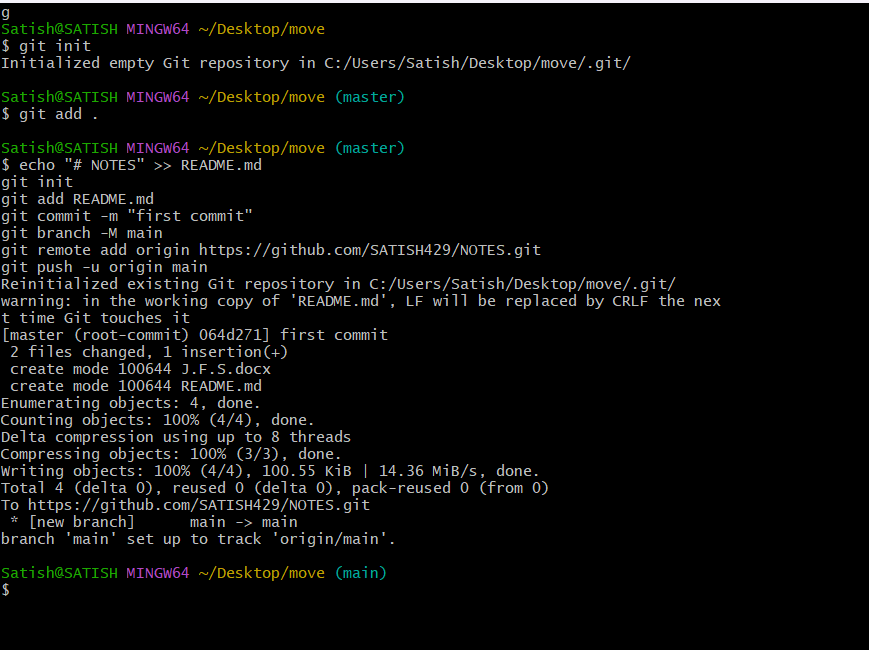 g
Satish@SATISH MINGW64 ~/Desktop/move
$ git init
Initialized empty Git repository in C:/Users/Satish/Desktop/move/.git/
Satish@SATISH MINGW64 ~/Desktop/move (master)
$ git add .
Satish@SATISH MINGW64 ~/Desktop/move (master)
$ echo "# NOTES" >> README.md
git init
git add README.md
git commit -m "first commit"
git branch -M main
git remote add origin https://github.com/SATISH429/NOTES.git
git push -u origin main
Reinitialized existing Git repository in C:/Users/Satish/Desktop/move/.git/
warning: in the working copy of 'README.md', LF will be replaced by CRLF the nex
t time Git touches it
[master (root-commit) 064d271] first commit
 2 files changed, 1 insertion(+)
 create mode 100644 J.F.S.docx
 create mode 100644 README.md
Enumerating objects: 4, done.
Counting objects: 100% (4/4), done.
Delta compression using up to 8 threads
Compressing objects: 100% (3/3), done.
Writing objects: 100% (4/4), 100.55 KiB | 14.36 MiB/s, done.
Total 4 (delta 0), reused 0 (delta 0), pack-reused 0 (from 0)
To https://github.com/SATISH429/NOTES.git
 * [new branch]      main -> main
branch 'main' set up to track 'origin/main'.
Satish@SATISH MINGW64 ~/Desktop/move (main)
$